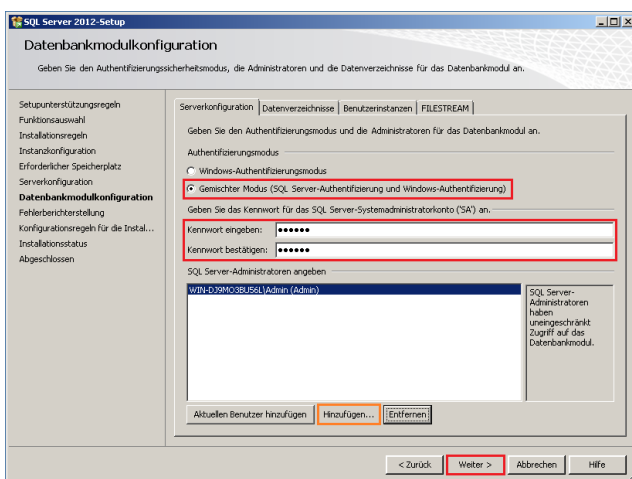 SQL Server 2012-Setup
Datenbankmodulkonfiguration
Geben Sie den Authentifizierungssicherheitsmodus, die Administratoren und die Datenverzeichnisse für das Datenbankmodul an.
Setupunterstützungsregeln
Funktionsauswahl
Installationsregeln
Instanzkonfiguration
Erforderlicher Speicherplatz
Serverkonfiguration
Datenbankmodulkonfiguration
Fehlerberichterstellung
Konfigurationsregeln für die Instal...
Installationsstatus
Abgeschlossen
Serverkonfiguration Datenverzeichnisse Benutzerinstanzen FILESTREAM
Geben Sie den Authentifizierungsmodus und die Administratoren für das Datenbankmodul an.
Authentifizierungsmodus
Windows-Authentifizierungsmodus
Gemischter Modus (SQL Server-Authentifizierung und Windows-Authentifizierung)
Geben Sie das Kennwort für das SQL Server-Systemadministratorkonto ('SA') an.
Kennwort eingeben: ●●●●●●
Kennwort bestätigen: ●●●●●●
SQL Server-Administratoren angeben
WIN-DJ9MO3BU56L\Admin (Admin)
SQL Server-
Administratoren
haben
uneingeschränkt
Zugriff auf das
Datenbankmodul.
Aktuellen Benutzer hinzufügen Hinzufügen... Entfernen
< Zurück Weiter > Abbrechen Hilfe